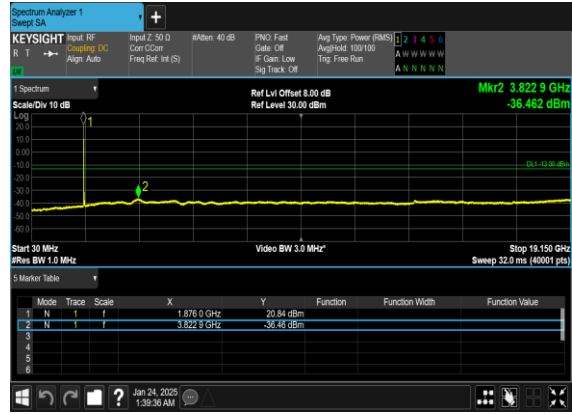 Spectrum Analyzer 1
Swept SA
+
KEYSIGHT Input: RF Input Z: 50 Ω #Atten: 40 dB PNO: Fast Avg Type: Power (RMS) 1 2 3 4 5 6
R T Coupling: DC Corr CCorr Gate: Off Avg|Hold: 100/100 A W W W W W
Align: Auto Freq Ref: Int (S) IF Gain: Low Trig: Free Run
Sig Track: Off A N N N N N
1 Spectrum Ref Lvl Offset 8.00 dB Mkr2 3.822 9 GHz
Scale/Div 10 dB Ref Level 30.00 dBm -36.462 dBm
Log
1
20.0
10.0
0.00
-10.0
DL1 -13.00 dBm
-20.0
-30.0
2
-40.0
-50.0
-60.0
Start 30 MHz Video BW 3.0 MHz* Stop 19.150 GHz
#Res BW 1.0 MHz Sweep 32.0 ms (40001 pts)
5 Marker Table
Mode Trace Scale X Y Function Function Width Function Value
1 N 1 f 1.876 0 GHz 20.84 dBm
2 N 1 f 3.822 9 GHz -36.46 dBm
3
4
5
6
? Jan 24, 2025
1:39:36 AM